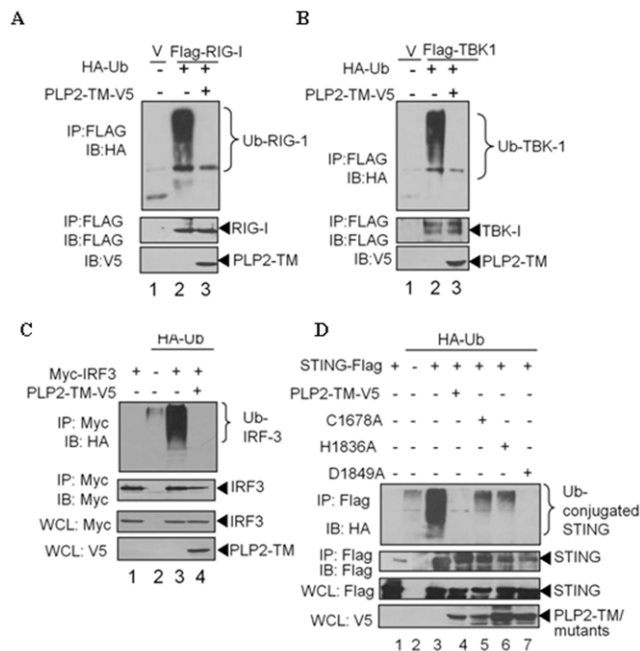 A
V Flag-RIG-I
HA-Ub - + +
PLP2-TM-V5 - - +
IP:FLAG
IB:HA
Ub-RIG-1
IP:FLAG
IB:FLAG
RIG-I
IB:V5
PLP2-TM
1 2 3
B
V Flag-TBK1
HA-Ub - + +
PLP2-TM-V5 - - +
IP:FLAG
IB:HA
Ub-TBK-1
IP:FLAG
IB:FLAG
TBK-I
IB:V5
PLP2-TM
1 2 3
C
HA-Ub
Myc-IRF3 + - + +
PLP2-TM-V5 - - - +
IP: Myc
IB: HA
Ub-
IRF-3
IP: Myc
IB: Myc
IRF3
WCL: Myc
IRF3
WCL: V5
PLP2-TM
1 2 3 4
D
HA-Ub
STING-Flag + - + + + + +
PLP2-TM-V5 - - - + - - -
C1678A - - - - + - -
H1836A - - - - - + -
D1849A - - - - - - +
IP: Flag
IB: HA
Ub-
conjugated
STING
IP: Flag
IB: Flag
STING
WCL: Flag
STING
WCL: V5
PLP2-TM/
mutants
1 2 3 4 5 6 7